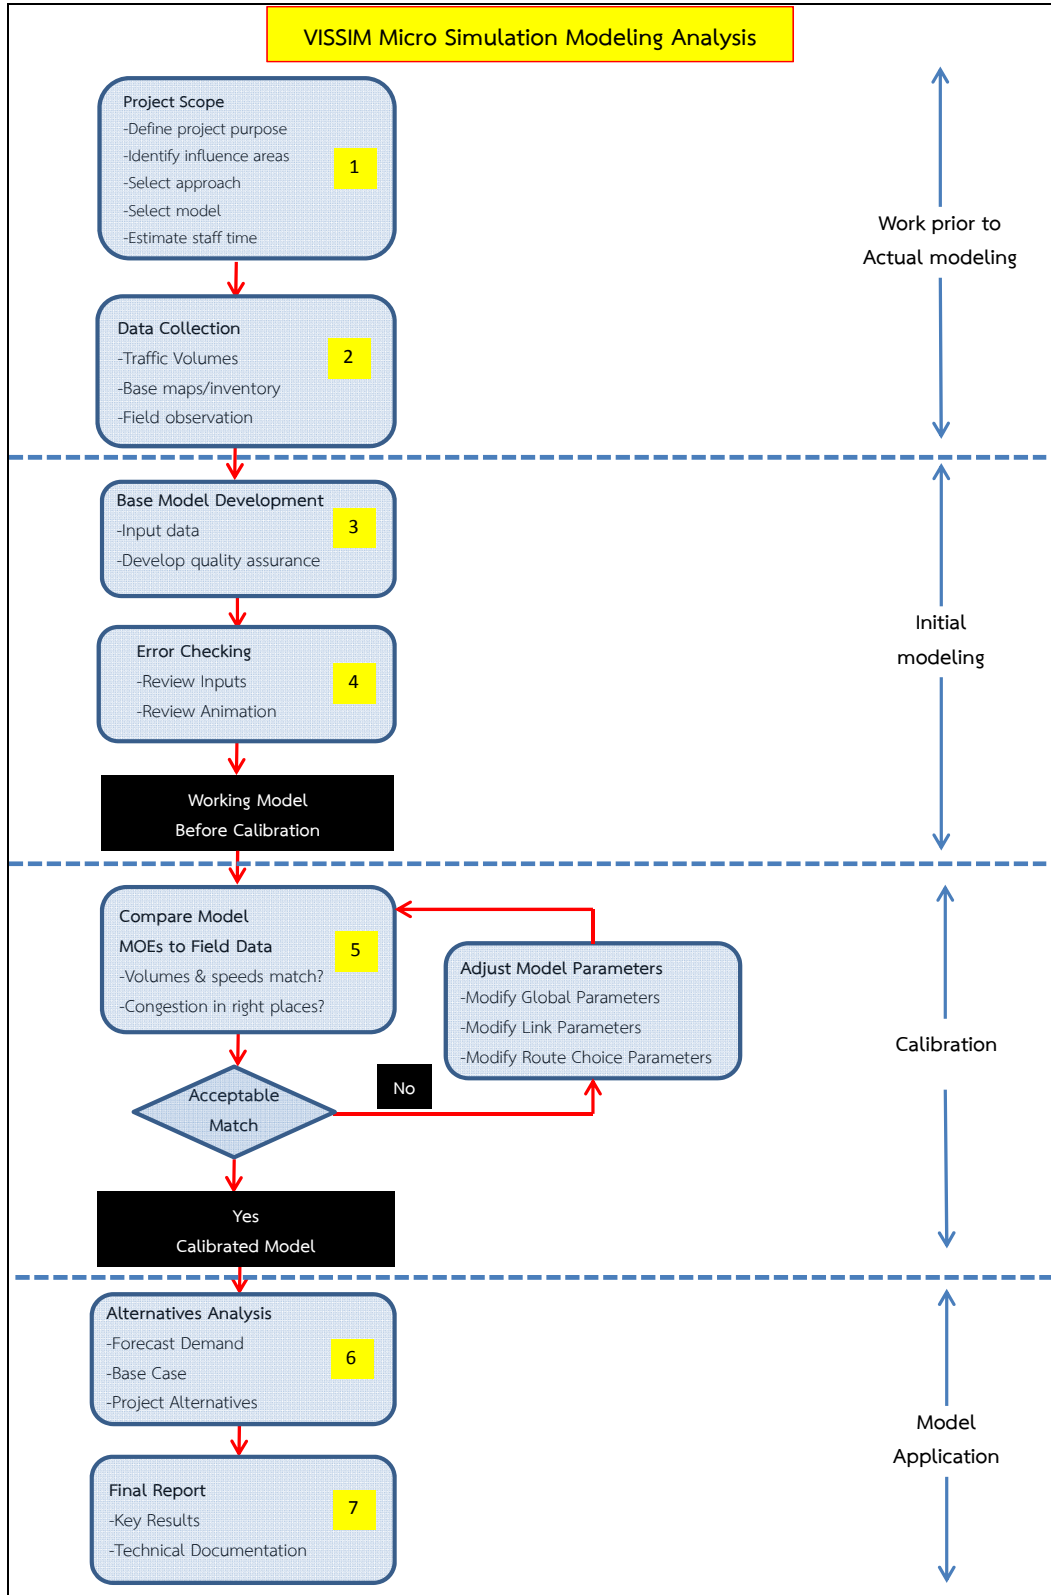 VISSIM Micro Simulation Modeling Analysis
Project Scope
-Define project purpose
-Identify influence areas
-Select approach
-Select model
-Estimate staff time
1
Work prior to
Actual modeling
Data Collection
-Traffic Volumes
-Base maps/inventory
-Field observation
2
Base Model Development
-Input data
-Develop quality assurance
3
Initial
modeling
Error Checking
-Review Inputs
-Review Animation
4
Working Model
Before Calibration
Compare Model
MOEs to Field Data
-Volumes & speeds match?
-Congestion in right places?
5
Adjust Model Parameters
-Modify Global Parameters
-Modify Link Parameters
-Modify Route Choice Parameters
Calibration
Acceptable
Match
No
Yes
Calibrated Model
Alternatives Analysis
-Forecast Demand
-Base Case
-Project Alternatives
6
Model
Application
Final Report
-Key Results
-Technical Documentation
7